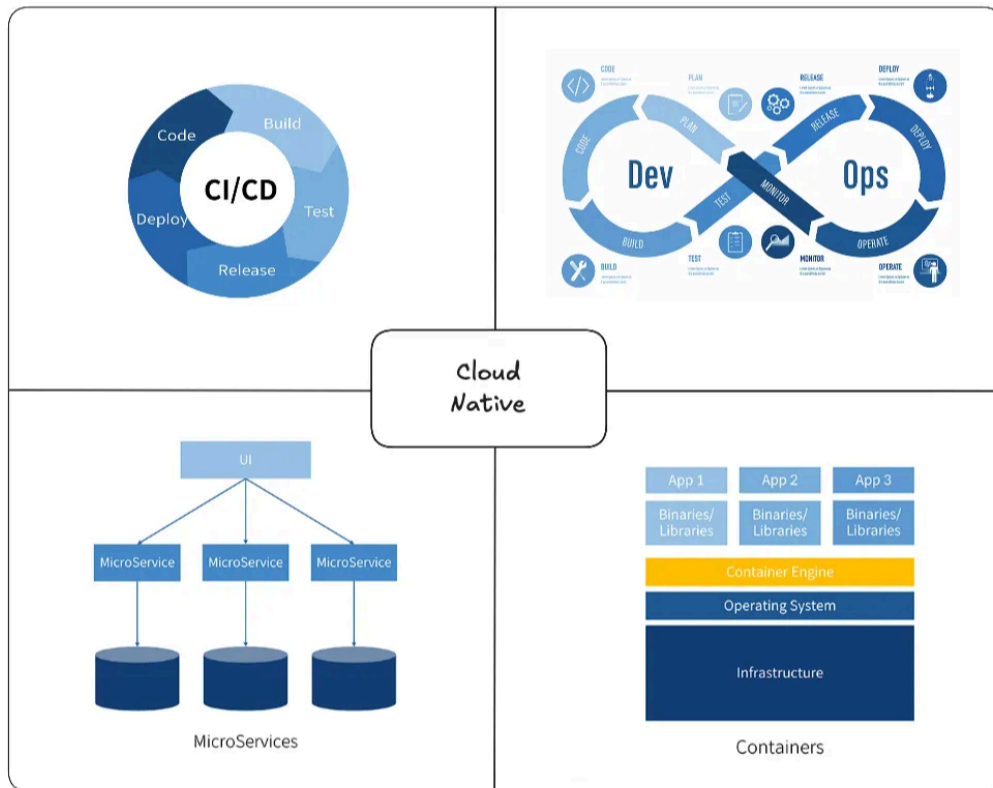 Code
Build
CI/CD
Deploy
Test
Release
CODE
PLAN
RELEASE
DEPLOY
CODE
PLAN
RELEASE
DEPLOY
Dev
Ops
BUILD
TEST
MONITOR
OPERATE
BUILD
TEST
MONITOR
OPERATE
Cloud
Native
UI
MicroService
MicroService
MicroService
MicroServices
App 1
App 2
App 3
Binaries/
Libraries
Binaries/
Libraries
Binaries/
Libraries
Container Engine
Operating System
Infrastructure
Containers